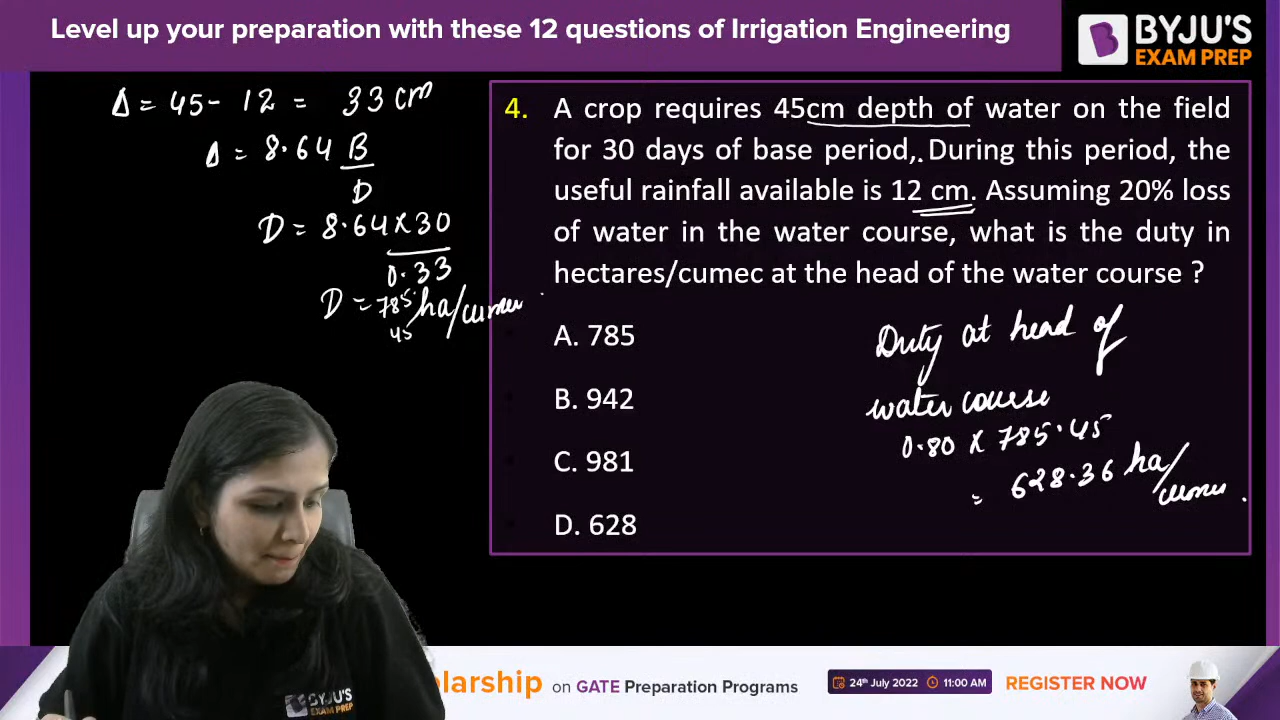 Level up your preparation with these 12 questions of Irrigation Engineering
BYJU'S
EXAM PREP
Δ = 45 - 12 = 33 cm
Δ = 8.64 B
D
D = 8.64 x 30
0.33
D = 785. ha/cumec
45
4. A crop requires 45cm depth of water on the field
for 30 days of base period,. During this period, the
useful rainfall available is 12 cm. Assuming 20% loss
of water in the water course, what is the duty in
hectares/cumec at the head of the water course ?
A. 785
B. 942
C. 981
D. 628
Duty at head of
water course
0.80 x 785.45
= 628.36 ha/
cumec.
BYJU'S
EXAM PREP
larship on GATE Preparation Programs
24th July 2022 11:00 AM
REGISTER NOW